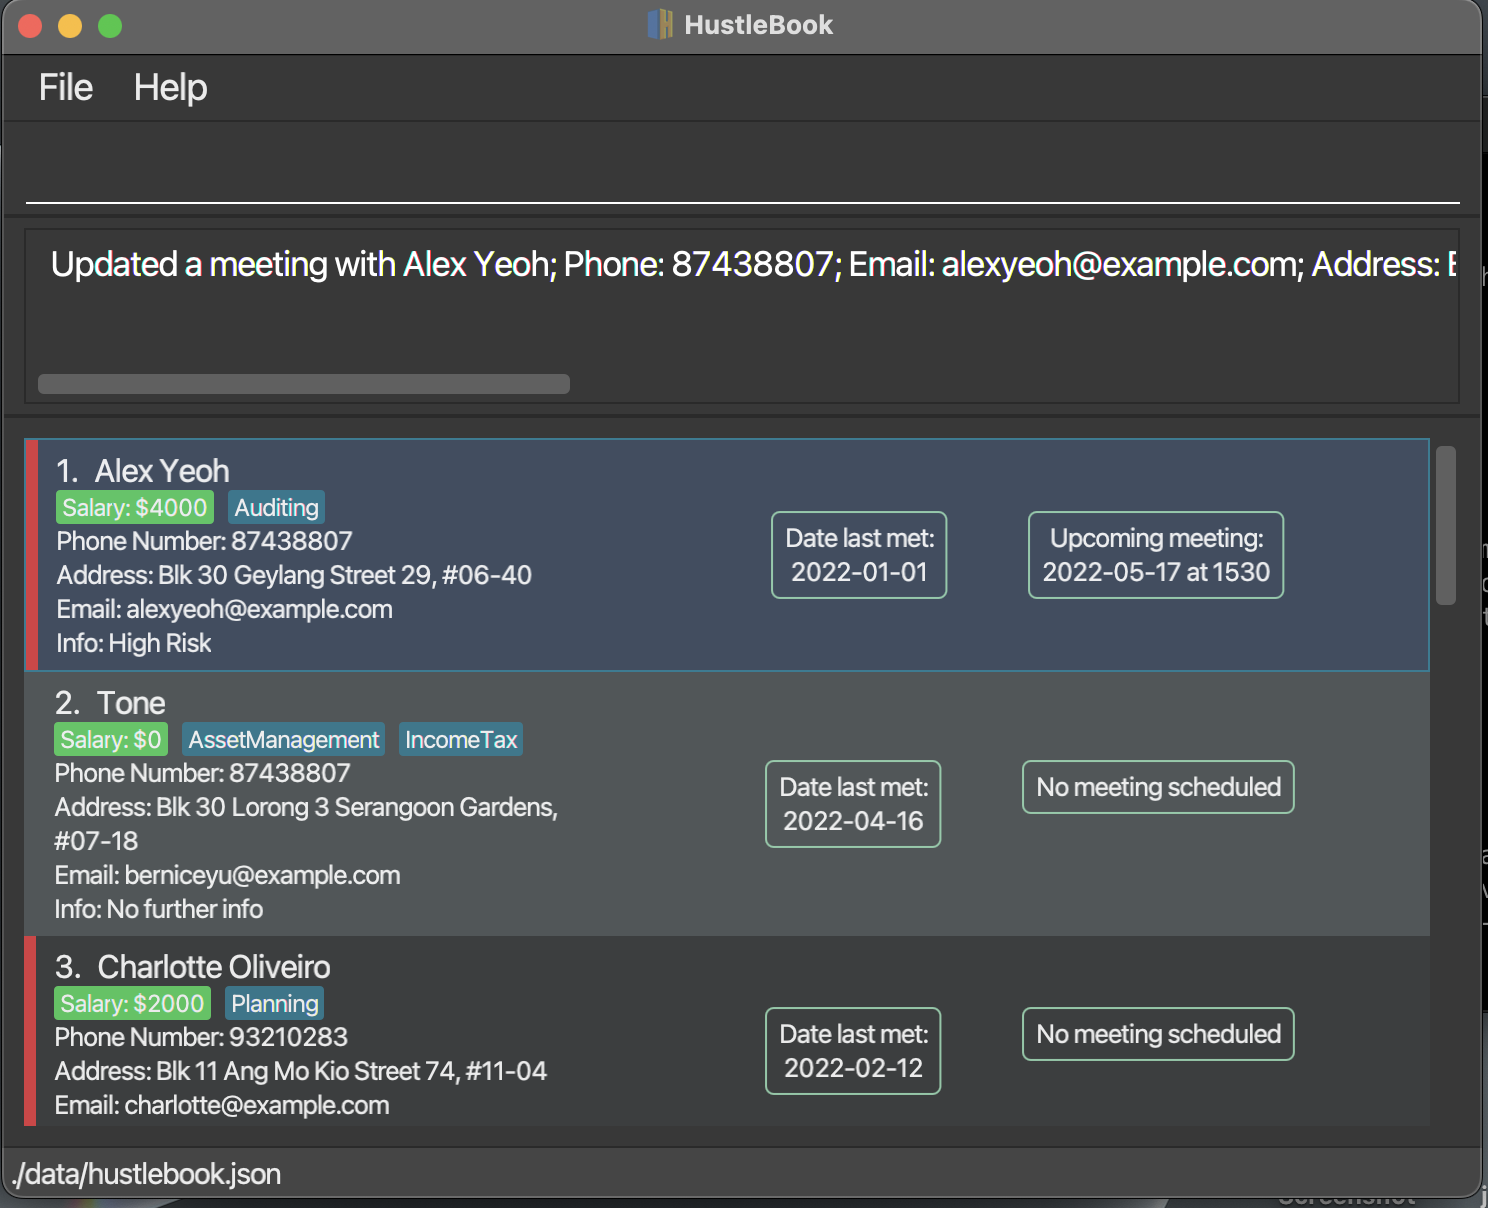 HustleBook
File Help
Updated a meeting with Alex Yeoh; Phone: 87438807; Email: alexyeoh@example.com; Address:
1. Alex Yeoh
Salary: $4000 Auditing
Phone Number: 87438807
Address: Blk 30 Geylang Street 29, #06-40
Email: alexyeoh@example.com
Info: High Risk
Date last met:
2022-01-01
Upcoming meeting:
2022-05-17 at 1530
2. Tone
Salary: $0 AssetManagement IncomeTax
Phone Number: 87438807
Address: Blk 30 Lorong 3 Serangoon Gardens,
#07-18
Email: berniceyu@example.com
Info: No further info
Date last met:
2022-04-16
No meeting scheduled
3. Charlotte Oliveiro
Salary: $2000 Planning
Phone Number: 93210283
Address: Blk 11 Ang Mo Kio Street 74, #11-04
Email: charlotte@example.com
Date last met:
2022-02-12
No meeting scheduled
./data/hustlebook.json